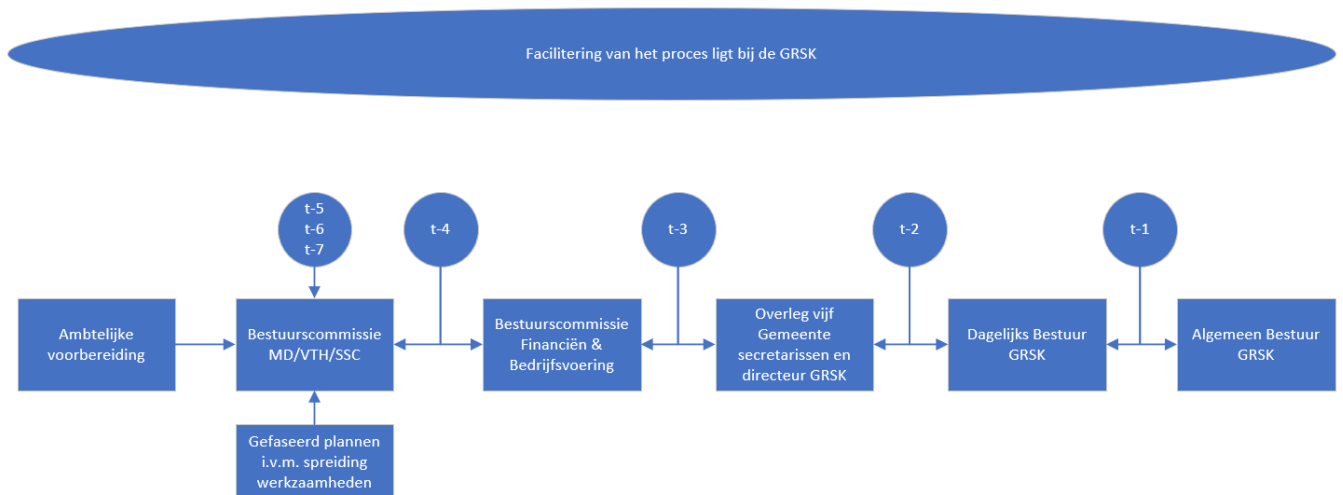 Facilitering van het proces ligt bij de GRSK
t-5
t-6
t-7
t-4
t-3
t-2
t-1
Ambtelijke
voorbereiding
Bestuurscommissie
MD/VTH/SSC
Bestuurscommissie
Financiën &
Bedrijfsvoering
Overleg vijf
Gemeente
secretarissen en
directeur GRSK
Dagelijks Bestuur
GRSK
Algemeen Bestuur
GRSK
Gefaseerd plannen
i.v.m. spreiding
werkzaamheden